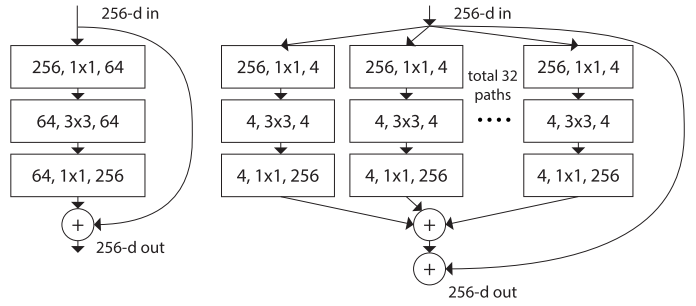 256-d in
256, 1x1, 64
64, 3x3, 64
64, 1x1, 256
+
256-d out
256-d in
256, 1x1, 4
256, 1x1, 4
total 32
paths
256, 1x1, 4
4, 3x3, 4
4, 3x3, 4
....
4, 3x3, 4
4, 1x1, 256
4, 1x1, 256
4, 1x1, 256
+
+
256-d out